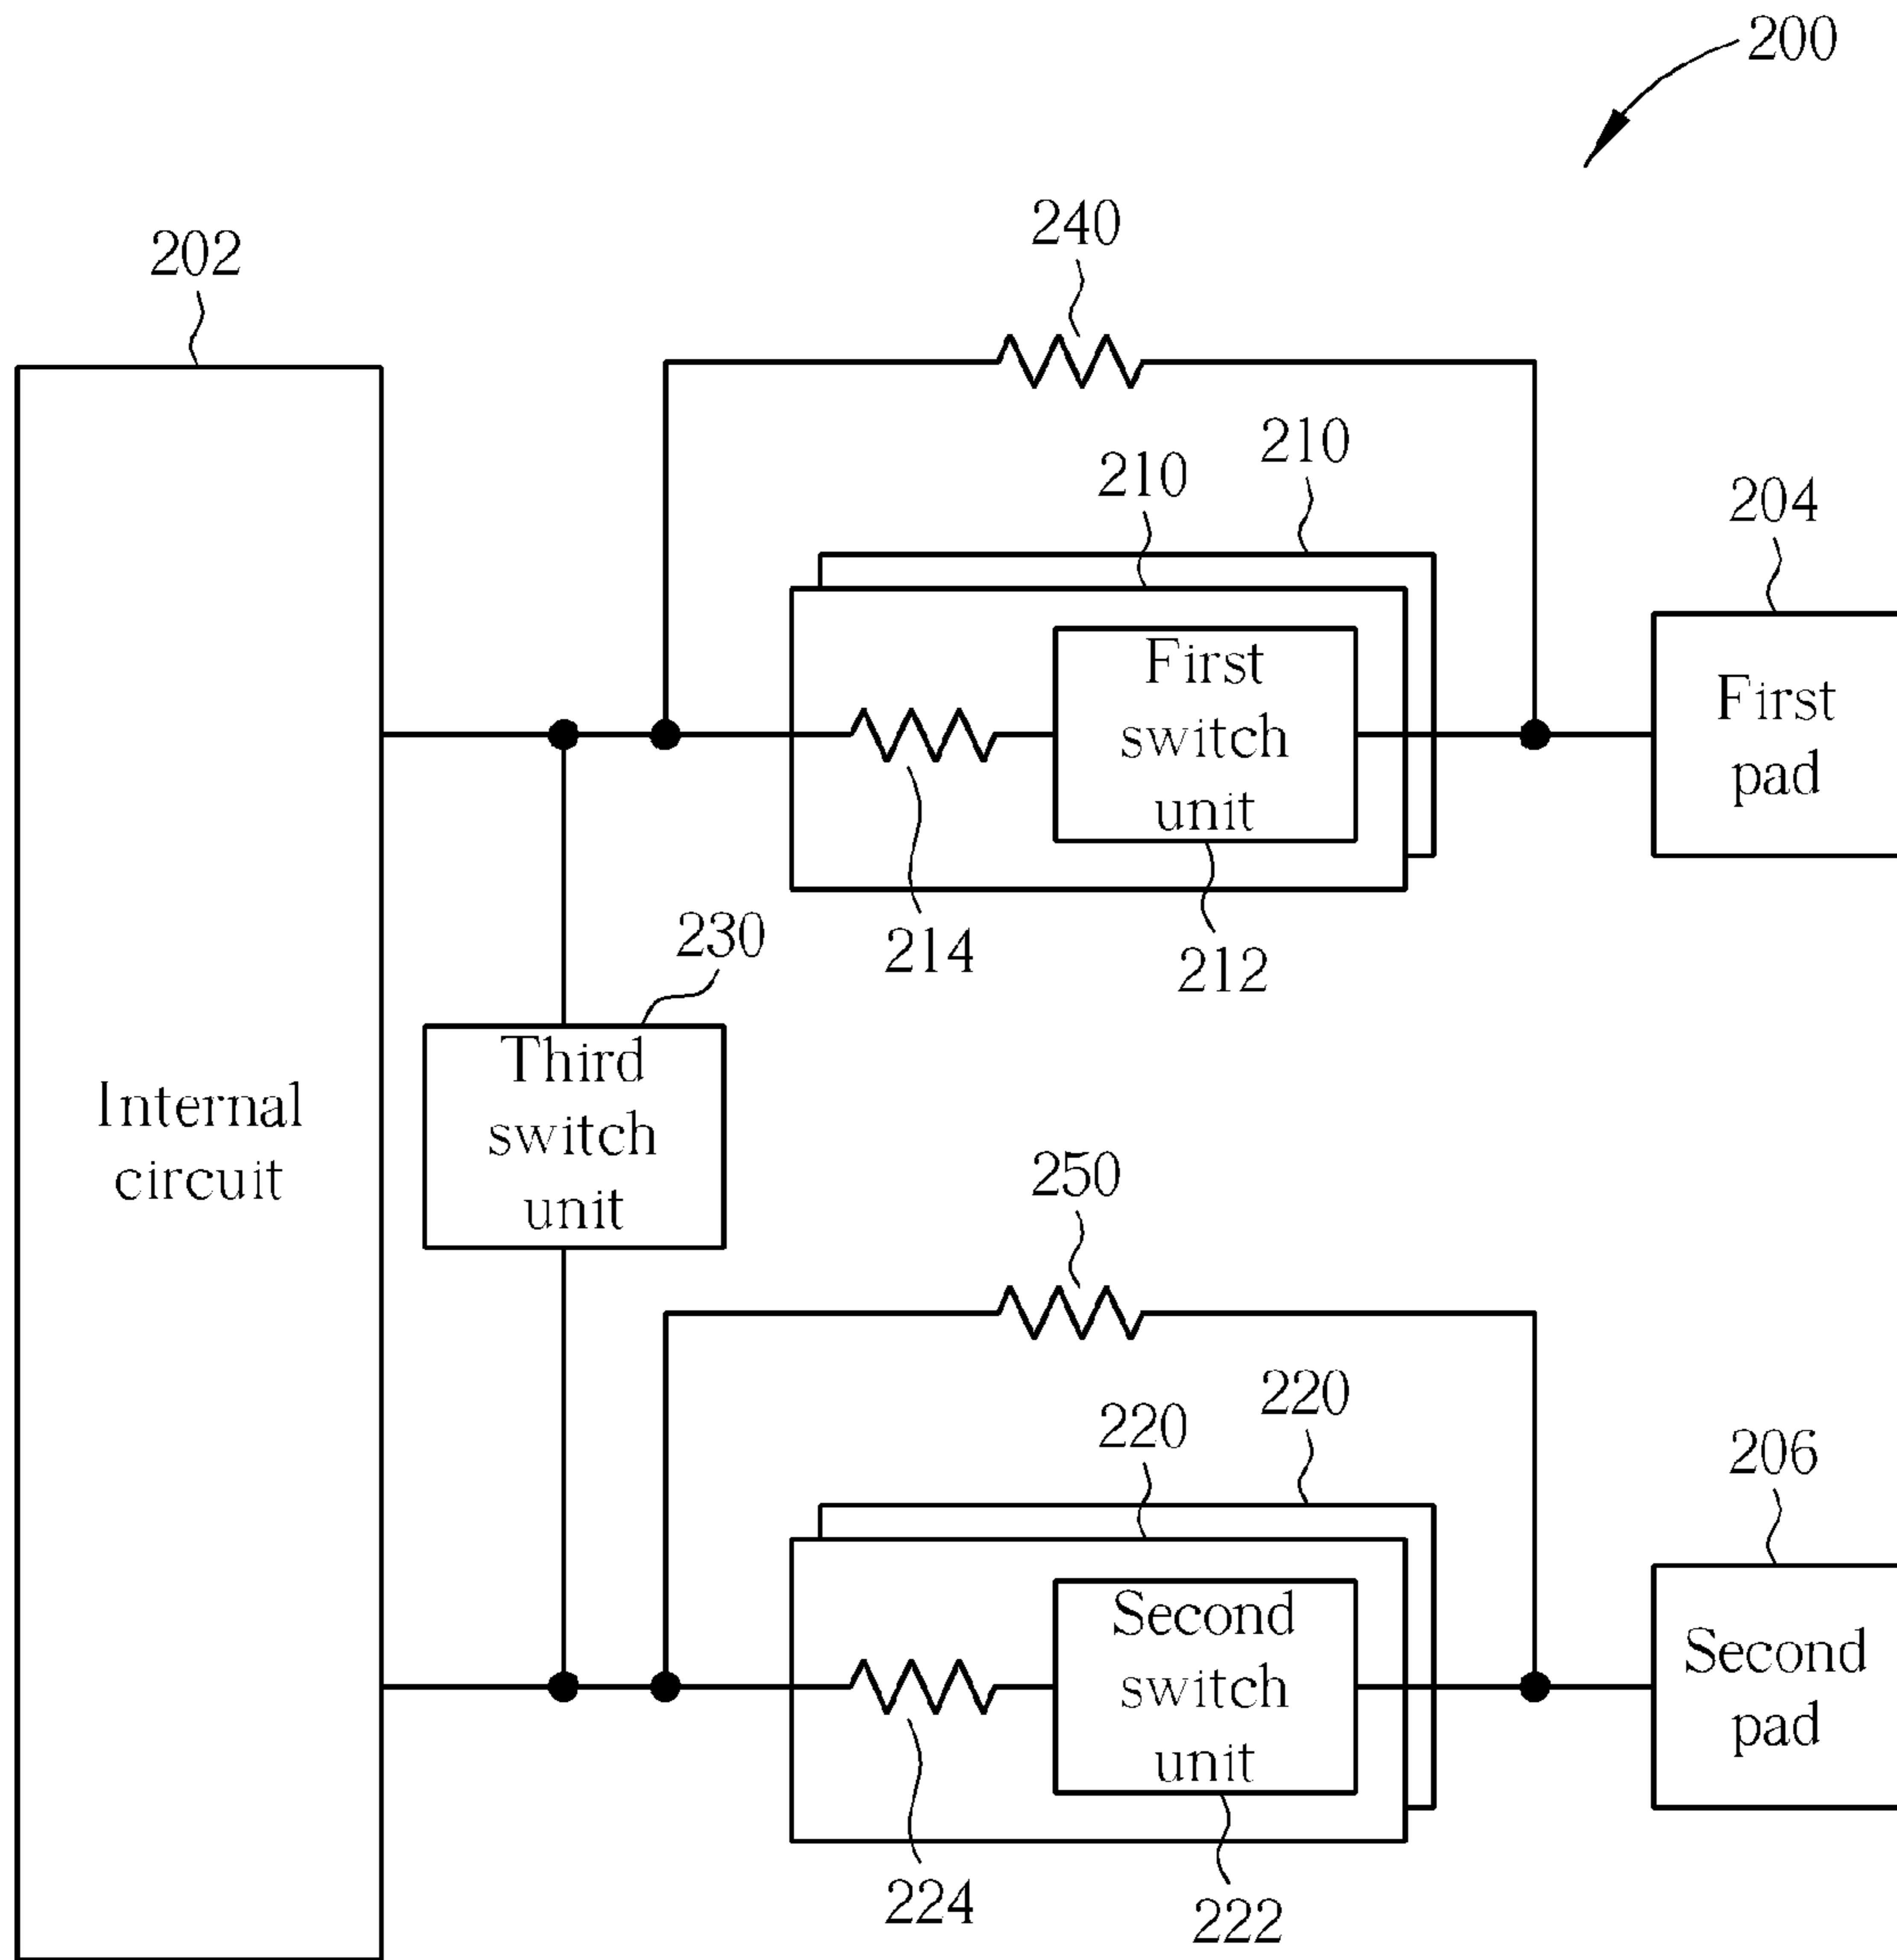 200
202
240
210
210
204
First
switch
unit
First
pad
214
212
230
Third
switch
unit
Internal
circuit
250
220
220
206
Second
switch
unit
Second
pad
224
222